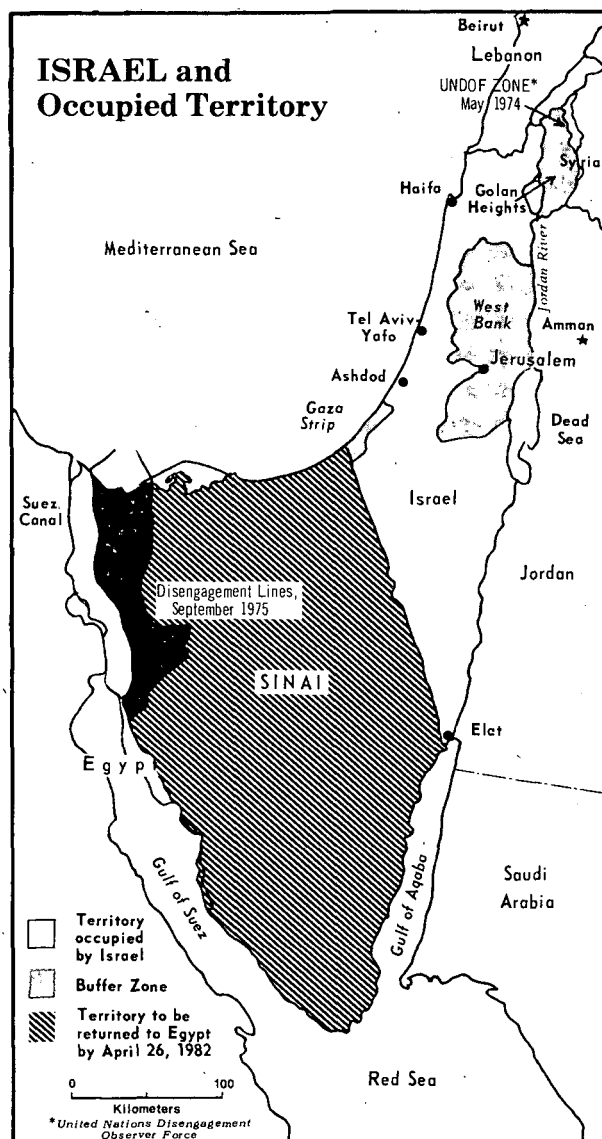 ISRAEL and
Occupied Territory
Beirut
Lebanon
UNDOF ZONE*
May 1974
Syria
Haifa
Golan
Heights
Mediterranean Sea
Jordan River
West
Bank
Tel Aviv-
Yafo
Amman
Jerusalem
Ashdod
Gaza
Strip
Dead
Sea
Suez
Canal
Israel
Jordan
Disengagement Lines,
September 1975
SINAI
Elat
Egyp
Gulf of Suez
Gulf of Aqaba
Saudi
Arabia
Territory
occupied
by Israel
Buffer Zone
Territory to be
returned to Egypt
by April 26, 1982
Red Sea
0 100
Kilometers
*United Nations Disengagement
Observer Force